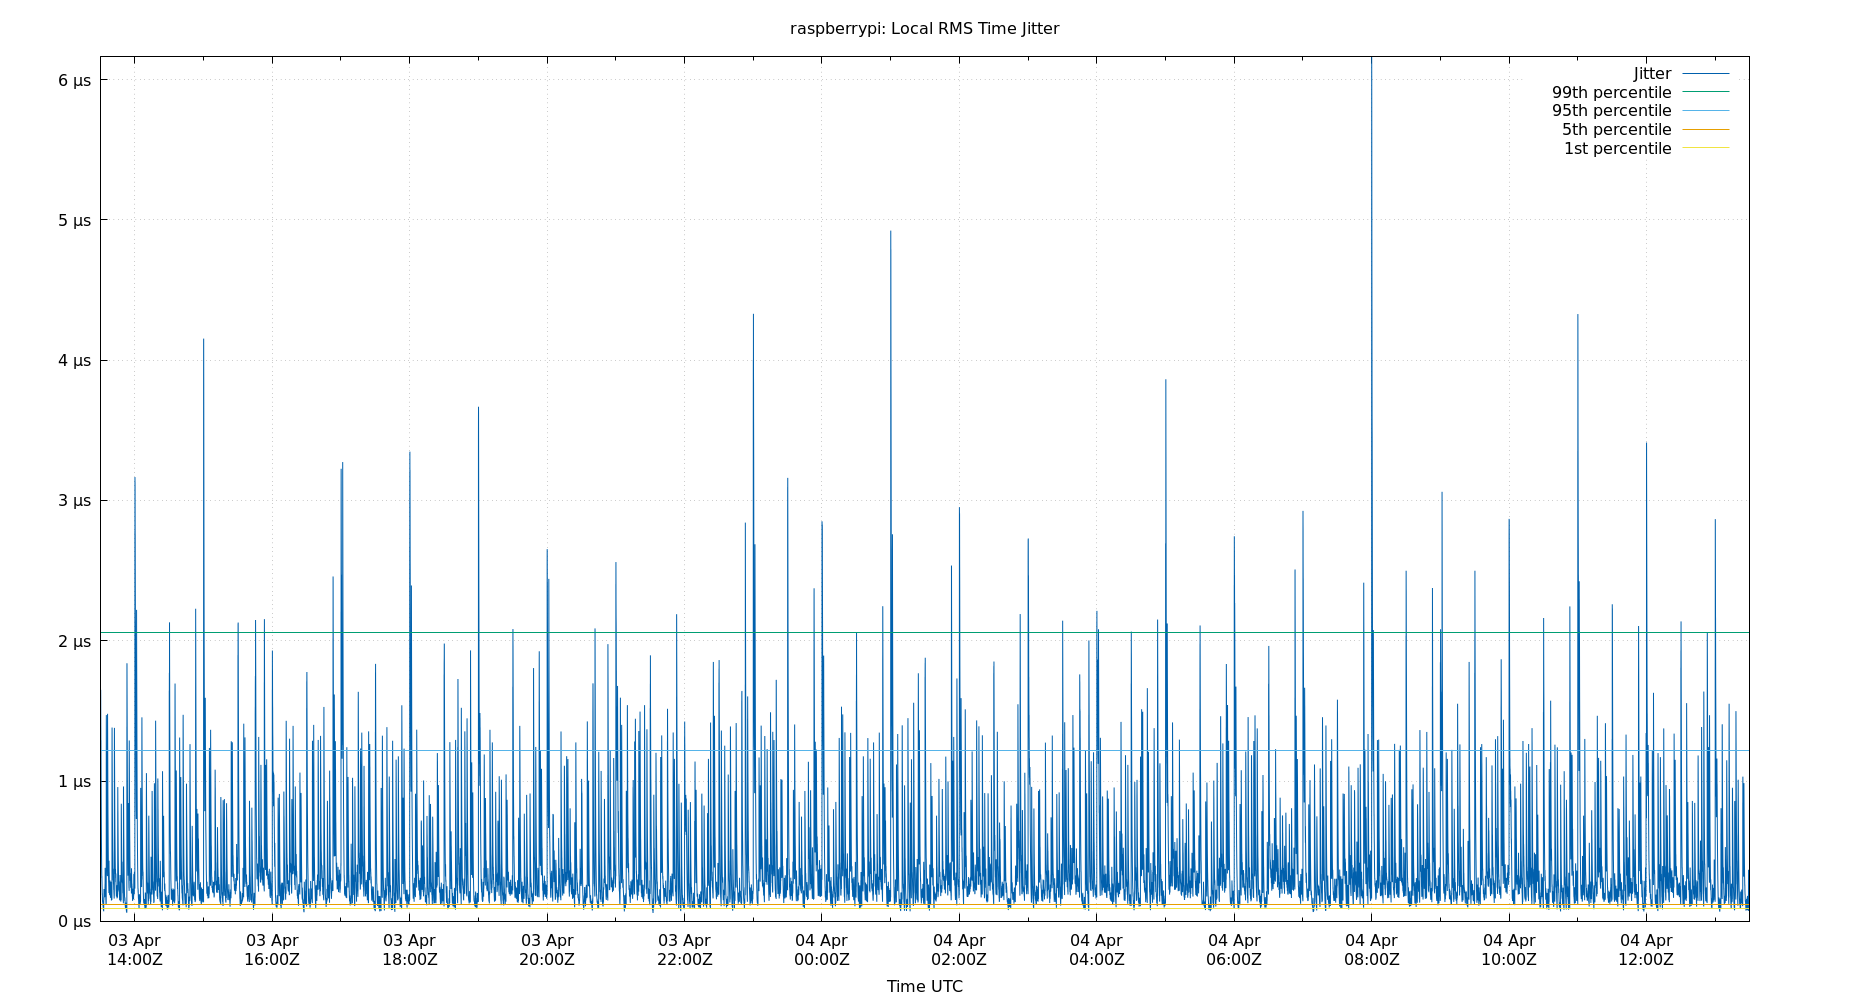 raspberrypi: Local RMS Time Jitter
6 µs
5 µs
4 µs
3 µs
2 µs
1 µs
0 µs
Jitter
99th percentile
95th percentile
5th percentile
1st percentile
03 Apr
14:00Z
03 Apr
16:00Z
03 Apr
18:00Z
03 Apr
20:00Z
03 Apr
22:00Z
04 Apr
00:00Z
04 Apr
02:00Z
04 Apr
04:00Z
04 Apr
06:00Z
04 Apr
08:00Z
04 Apr
10:00Z
04 Apr
12:00Z
Time UTC